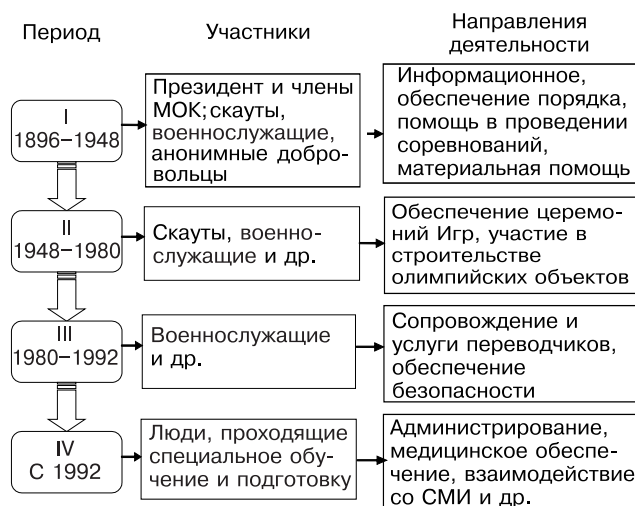 Период
Участники
Направления
деятельности
I
1896–1948
Президент и члены
МОК; скауты,
военнослужащие,
анонимные добро-
вольцы
Информационное,
обеспечение порядка,
помощь в проведении
соревнований,
материальная помощь
II
1948–1980
Скауты, военно-
служащие и др.
Обеспечение церемо-
ний Игр, участие в
строительстве
олимпийских объектов
III
1980–1992
Военнослужащие
и др.
Сопровождение и
услуги переводчиков,
обеспечение
безопасности
IV
С 1992
Люди, проходящие
специальное обу-
чение и подготовку
Администрирование,
медицинское обеспе-
чение, взаимодействие
со СМИ и др.